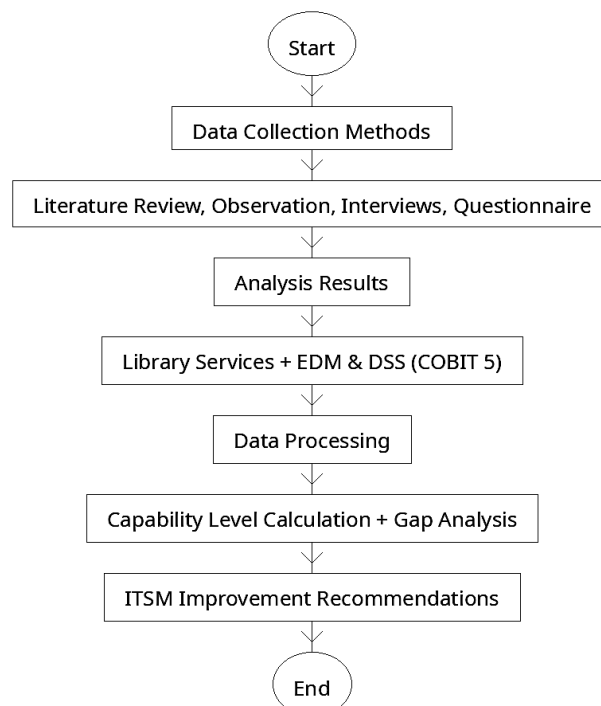 Start
Data Collection Methods
Literature Review, Observation, Interviews, Questionnaire
Analysis Results
Library Services + EDM & DSS (COBIT 5)
Data Processing
Capability Level Calculation + Gap Analysis
ITSM Improvement Recommendations
End